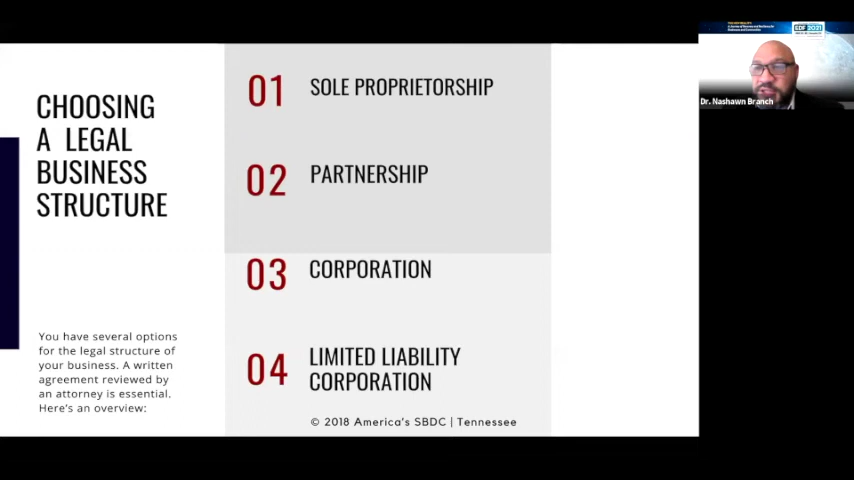 CHOOSING
A LEGAL
BUSINESS
STRUCTURE
You have several options
for the legal structure of
your business. A written
agreement reviewed by
an attorney is essential.
Here's an overview:
01 SOLE PROPRIETORSHIP
02 PARTNERSHIP
03 CORPORATION
04 LIMITED LIABILITY
CORPORATION
© 2018 America's SBDC | Tennessee
Dr. Nashawn Branch